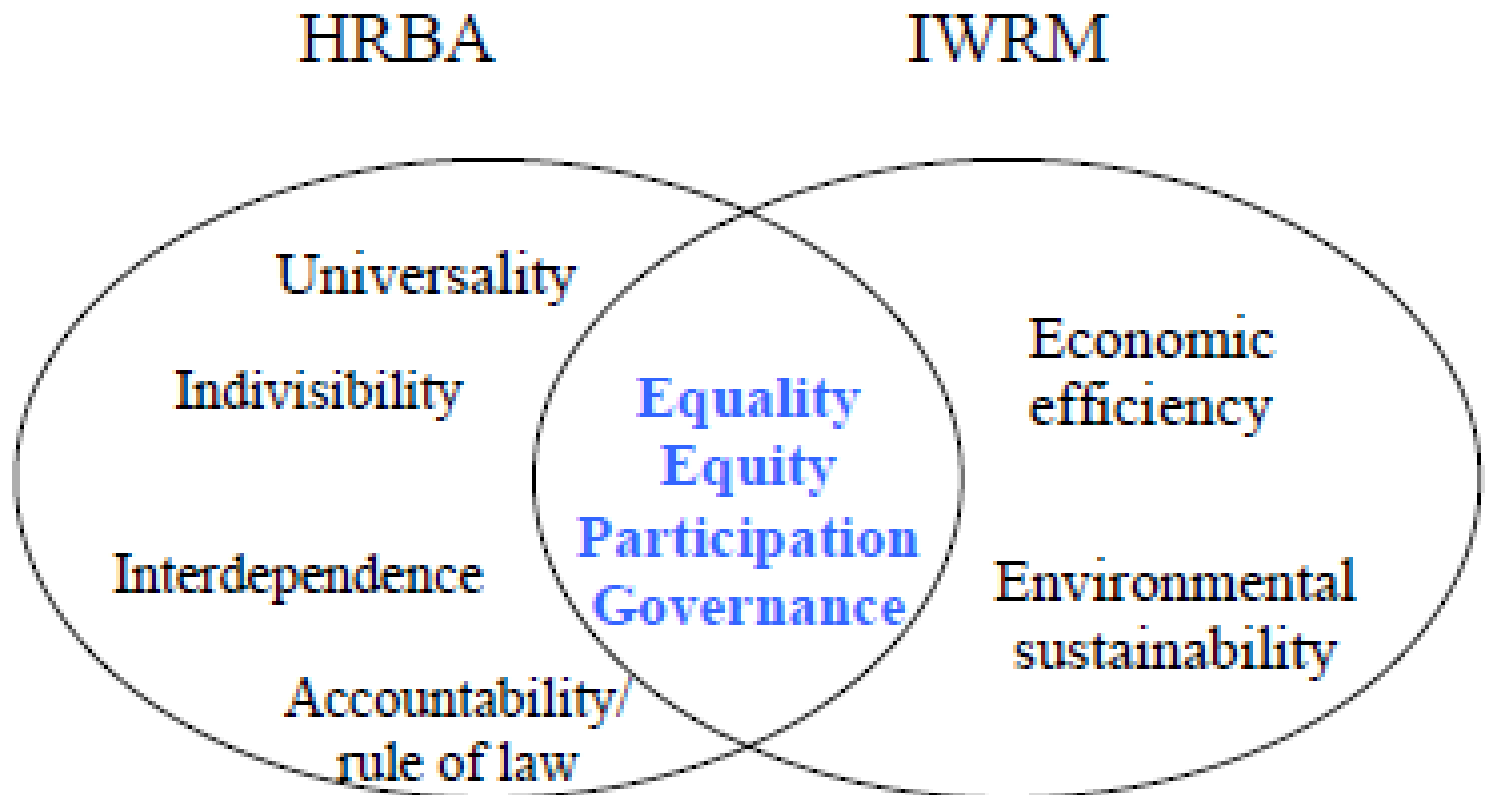 HRBA
IWRM
Universality
Indivisibility
Interdependence
Accountability/
rule of law
Equality
Equity
Participation
Governance
Economic
efficiency
Environmental
sustainability